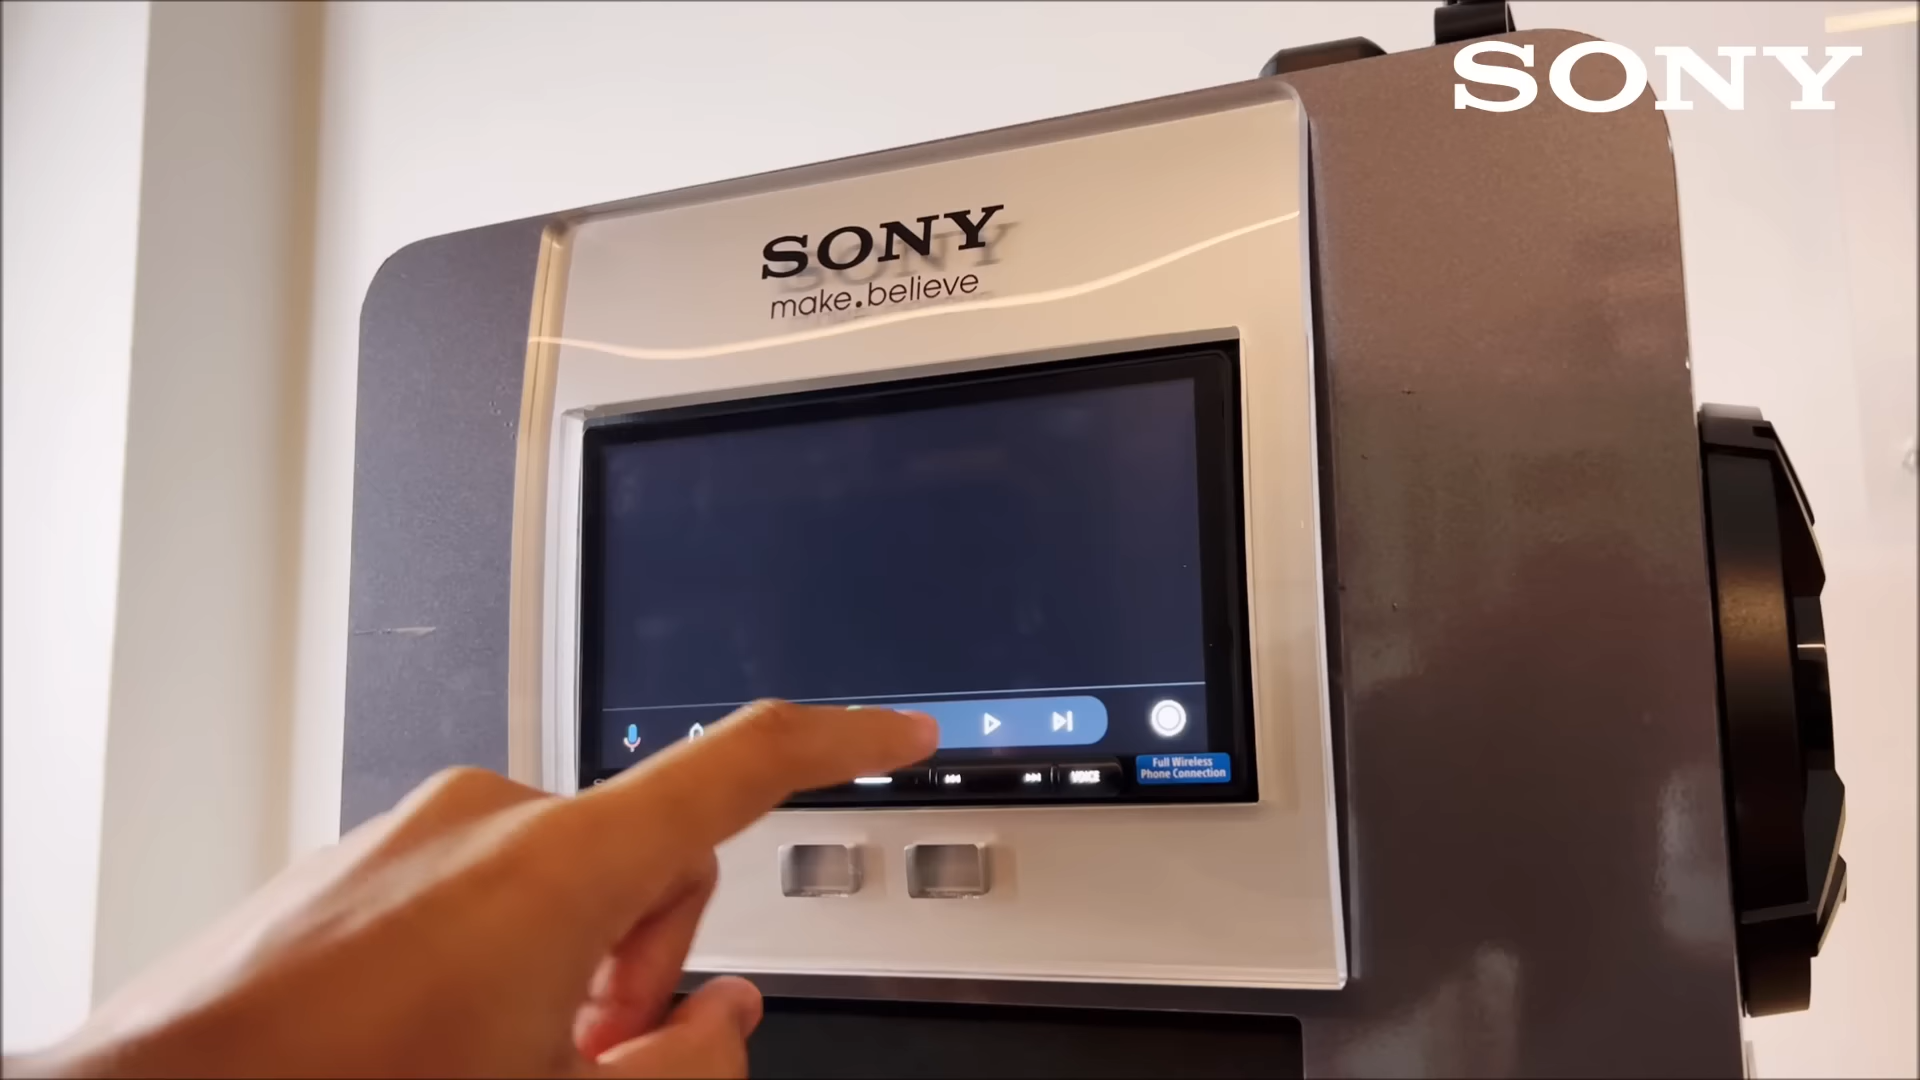 SONY
SONY
make.believe
VOICE
Full Wireless
Phone Connection